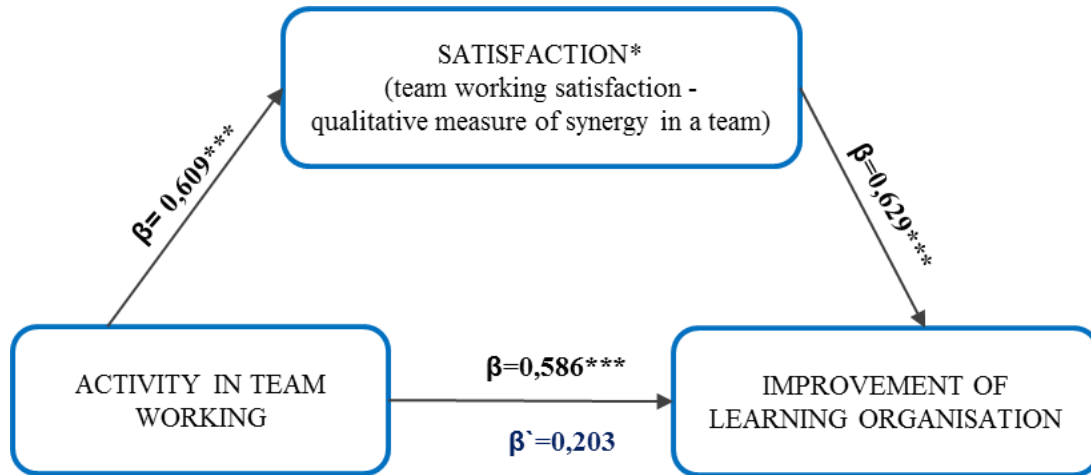 SATISFACTION*
(team working satisfaction -
qualitative measure of synergy in a team)
β= 0,609***
β=0,629***
ACTIVITY IN TEAM
WORKING
β=0,586***
β`=0,203
IMPROVEMENT OF
LEARNING ORGANISATION